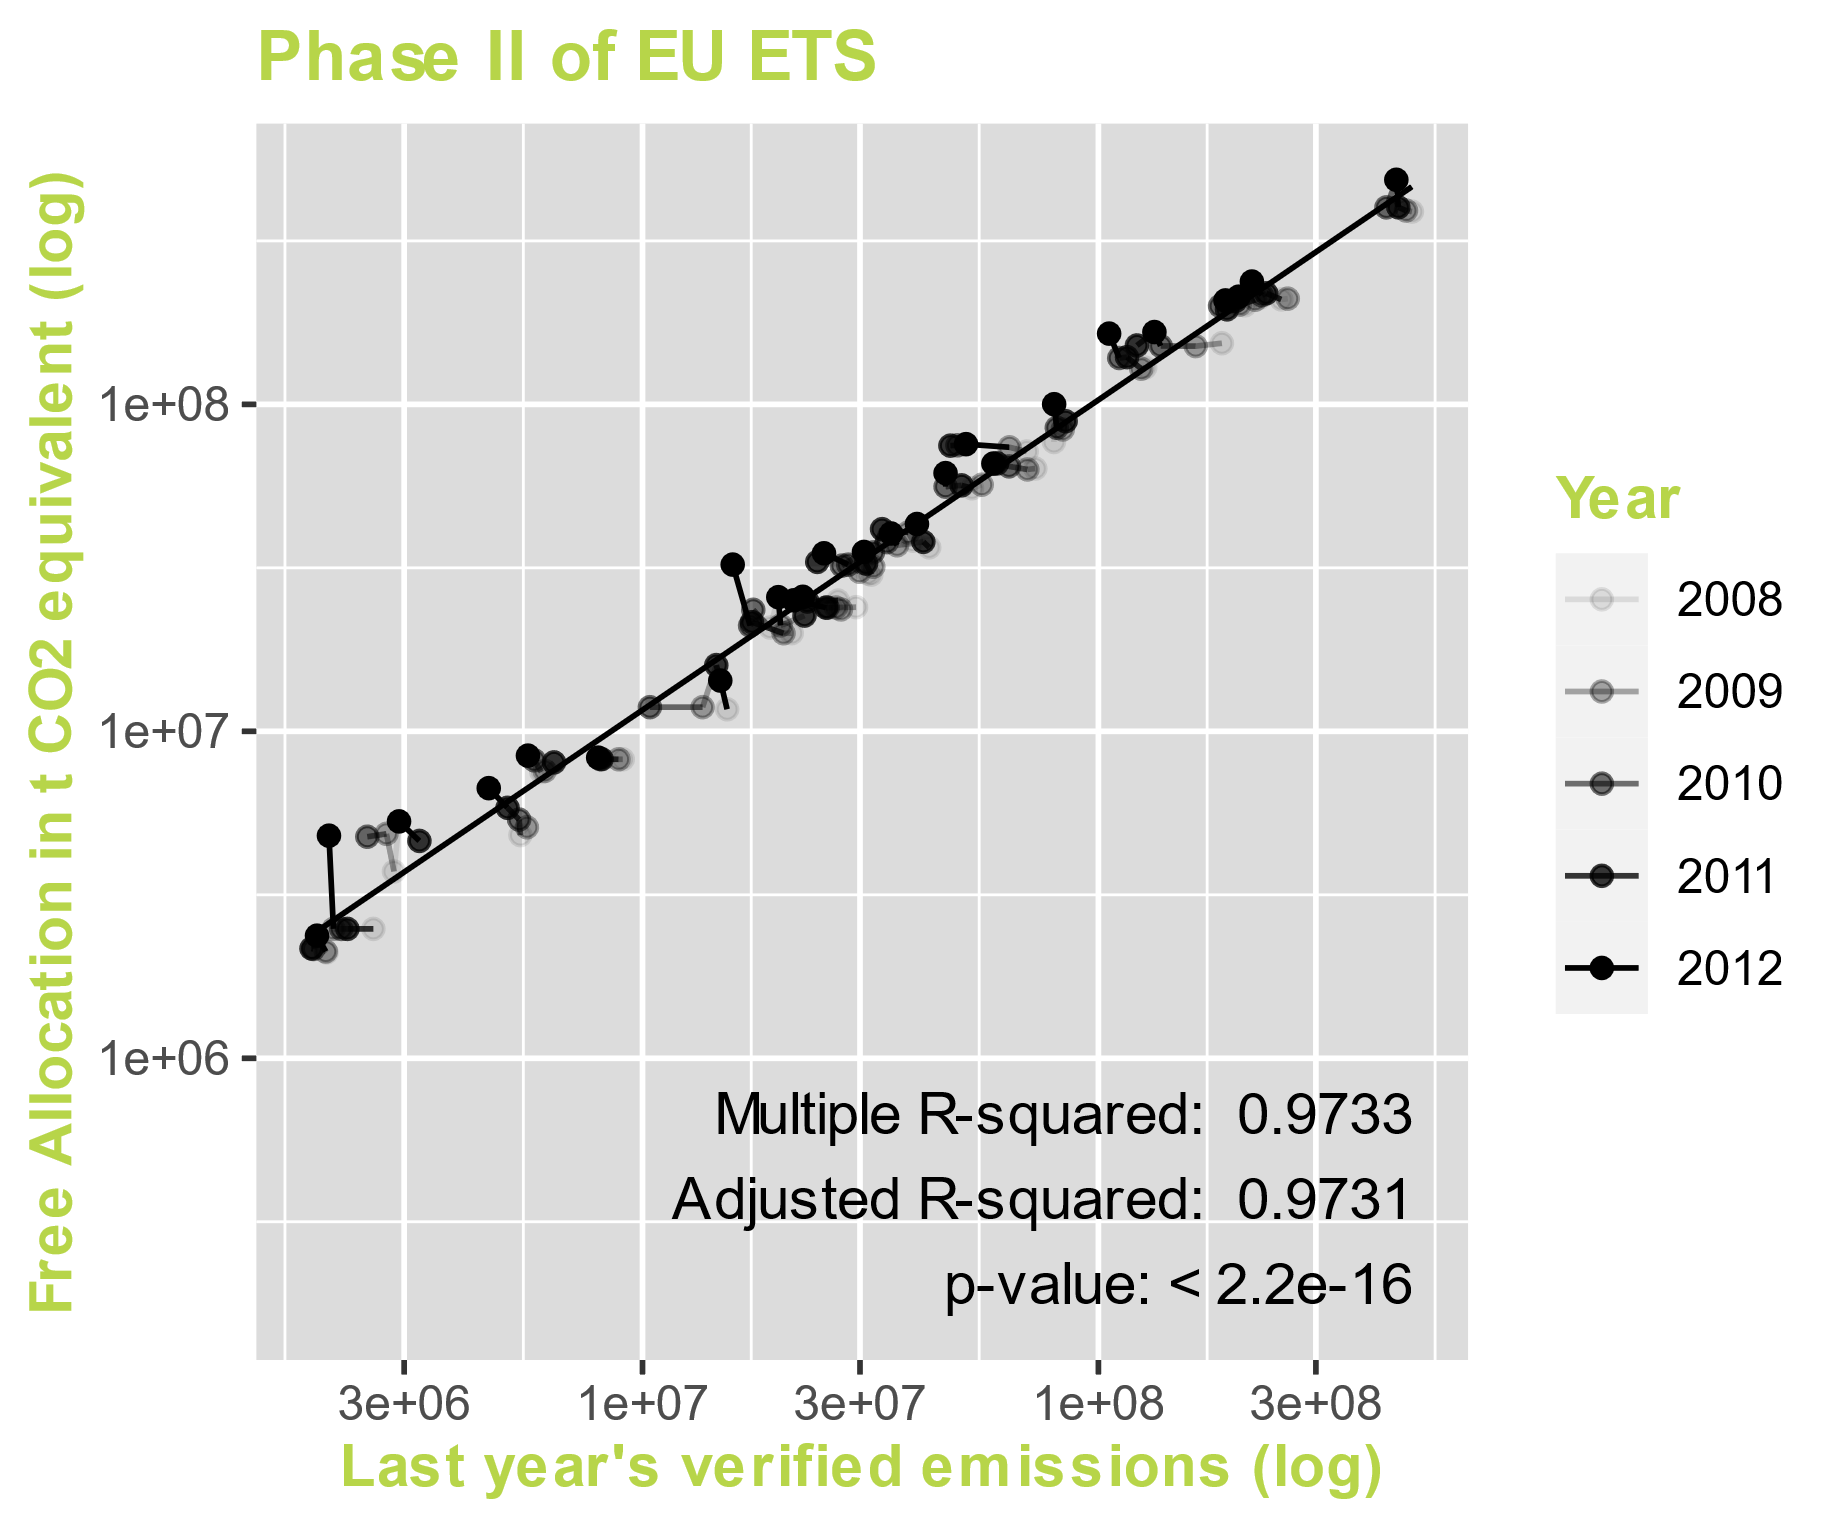 Phase II of EU ETS
Free Allocation in t CO2 equivalent (log)
1e+08
1e+07
1e+06
Multiple R-squared: 0.9733
Adjusted R-squared: 0.9731
p-value: < 2.2e-16
3e+06 1e+07 3e+07 1e+08 3e+08
Last year's verified emissions (log)
Year
2008
2009
2010
2011
2012